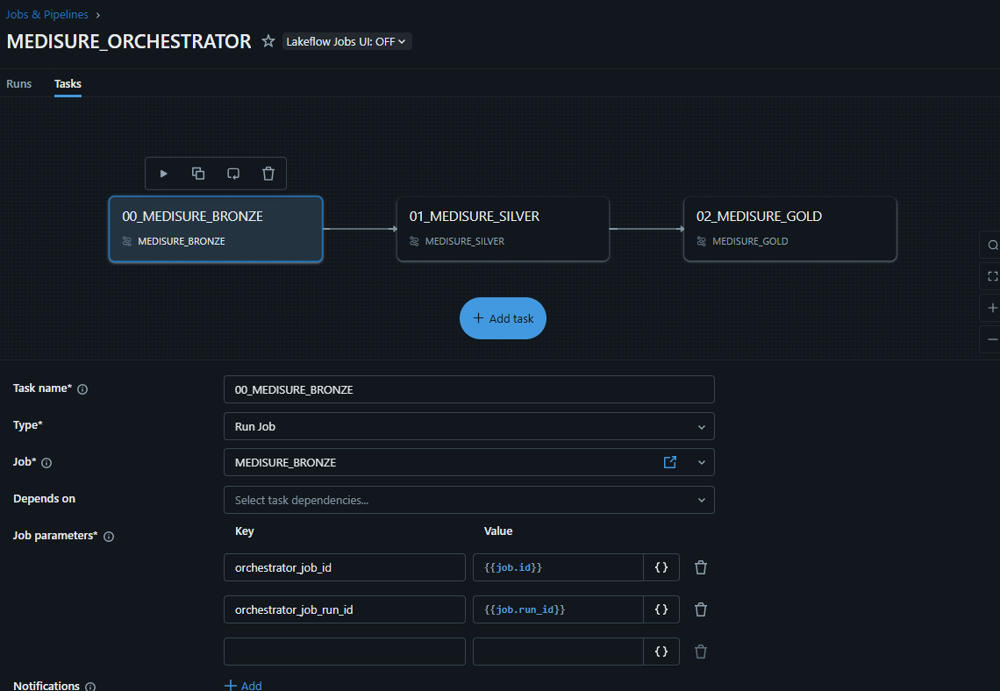 Jobs & Pipelines ›
MEDISURE_ORCHESTRATOR Lakeflow Jobs UI: OFF
Runs Tasks
00_MEDISURE_BRONZE
MEDISURE_BRONZE
01_MEDISURE_SILVER
MEDISURE_SILVER
02_MEDISURE_GOLD
MEDISURE_GOLD
+ Add task
Task name* 00_MEDISURE_BRONZE
Type* Run Job
Job* MEDISURE_BRONZE
Depends on Select task dependencies...
Job parameters* Key Value
orchestrator_job_id {{job.id}} {}
orchestrator_job_run_id {{job.run_id}} {}
{}
Notifications + Add